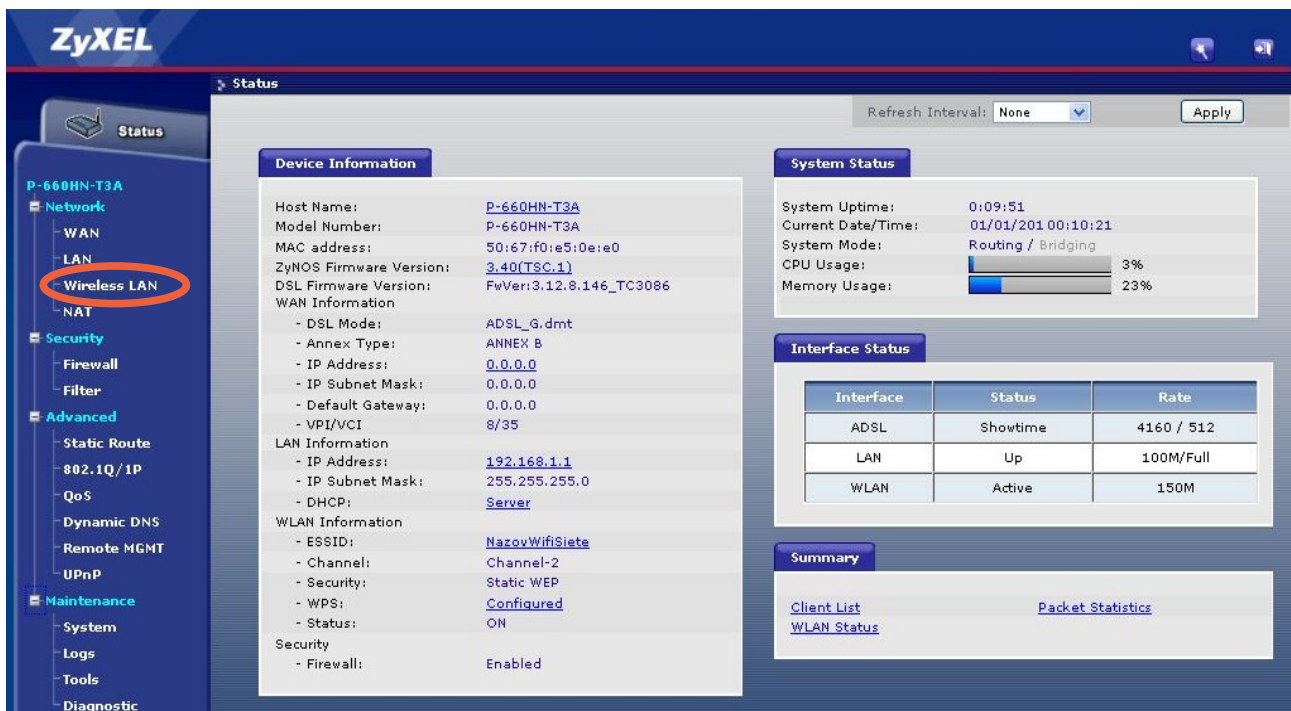 ZyXEL
Status
Refresh Interval: None Apply
Status
P-660HN-T3A
Network
WAN
LAN
Wireless LAN
NAT
Security
Firewall
Filter
Advanced
Static Route
802.1Q/1P
QoS
Dynamic DNS
Remote MGMT
UPnP
Maintenance
System
Logs
Tools
Diagnostic
Device Information
Host Name: P-660HN-T3A
Model Number: P-660HN-T3A
MAC address: 50:67:f0:e5:0e:e0
ZyNOS Firmware Version: 3.40(TSC.1)
DSL Firmware Version: FwVer:3.12.8.146_TC3086
WAN Information
- DSL Mode: ADSL_G.dmt
- Annex Type: ANNEX B
- IP Address: 0.0.0.0
- IP Subnet Mask: 0.0.0.0
- Default Gateway: 0.0.0.0
- VPI/VCI 8/35
LAN Information
- IP Address: 192.168.1.1
- IP Subnet Mask: 255.255.255.0
- DHCP: Server
WLAN Information
- ESSID: NazovWifiSiete
- Channel: Channel-2
- Security: Static WEP
- WPS: Configured
- Status: ON
Security
- Firewall: Enabled
System Status
System Uptime: 0:09:51
Current Date/Time: 01/01/201 00:10:21
System Mode: Routing / Bridging
CPU Usage: 3%
Memory Usage: 23%
Interface Status
Interface Status Rate
ADSL Showtime 4160 / 512
LAN Up 100M/Full
WLAN Active 150M
Summary
Client List Packet Statistics
WLAN Status